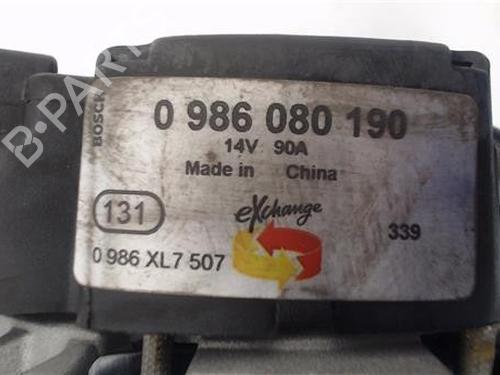 B-PARTS
BOSCH
0 986 080 190
14V 90A
Made in China
131
eXchange
339
0 986 XL7 507